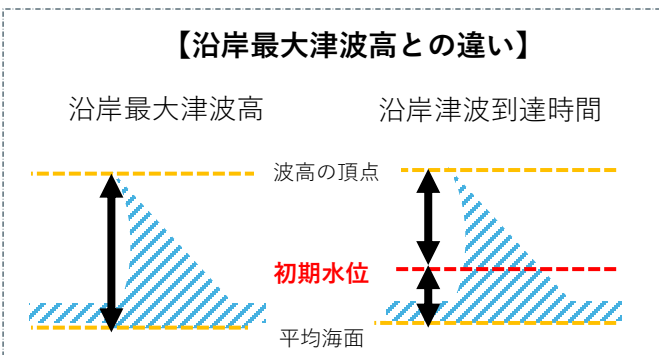 【沿岸最大津波高との違い】
沿岸最大津波高
沿岸津波到達時間
波高の頂点
初期水位
平均海面